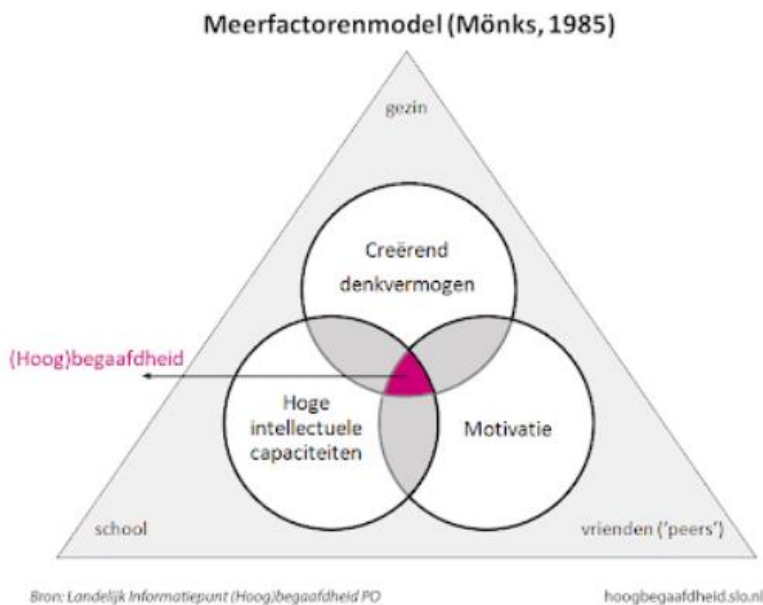 Meerfactorenmodel (Mönks, 1985)
gezin
Creërend
denkvermogen
(Hoog)begaafdheid
Hoge
intellectuele
capaciteiten
Motivatie
school
vrienden ('peers')
Bron: Landelijk Informatiepunt (Hoog)begaafdheid PO
hoogbegaafdheid.slo.nl